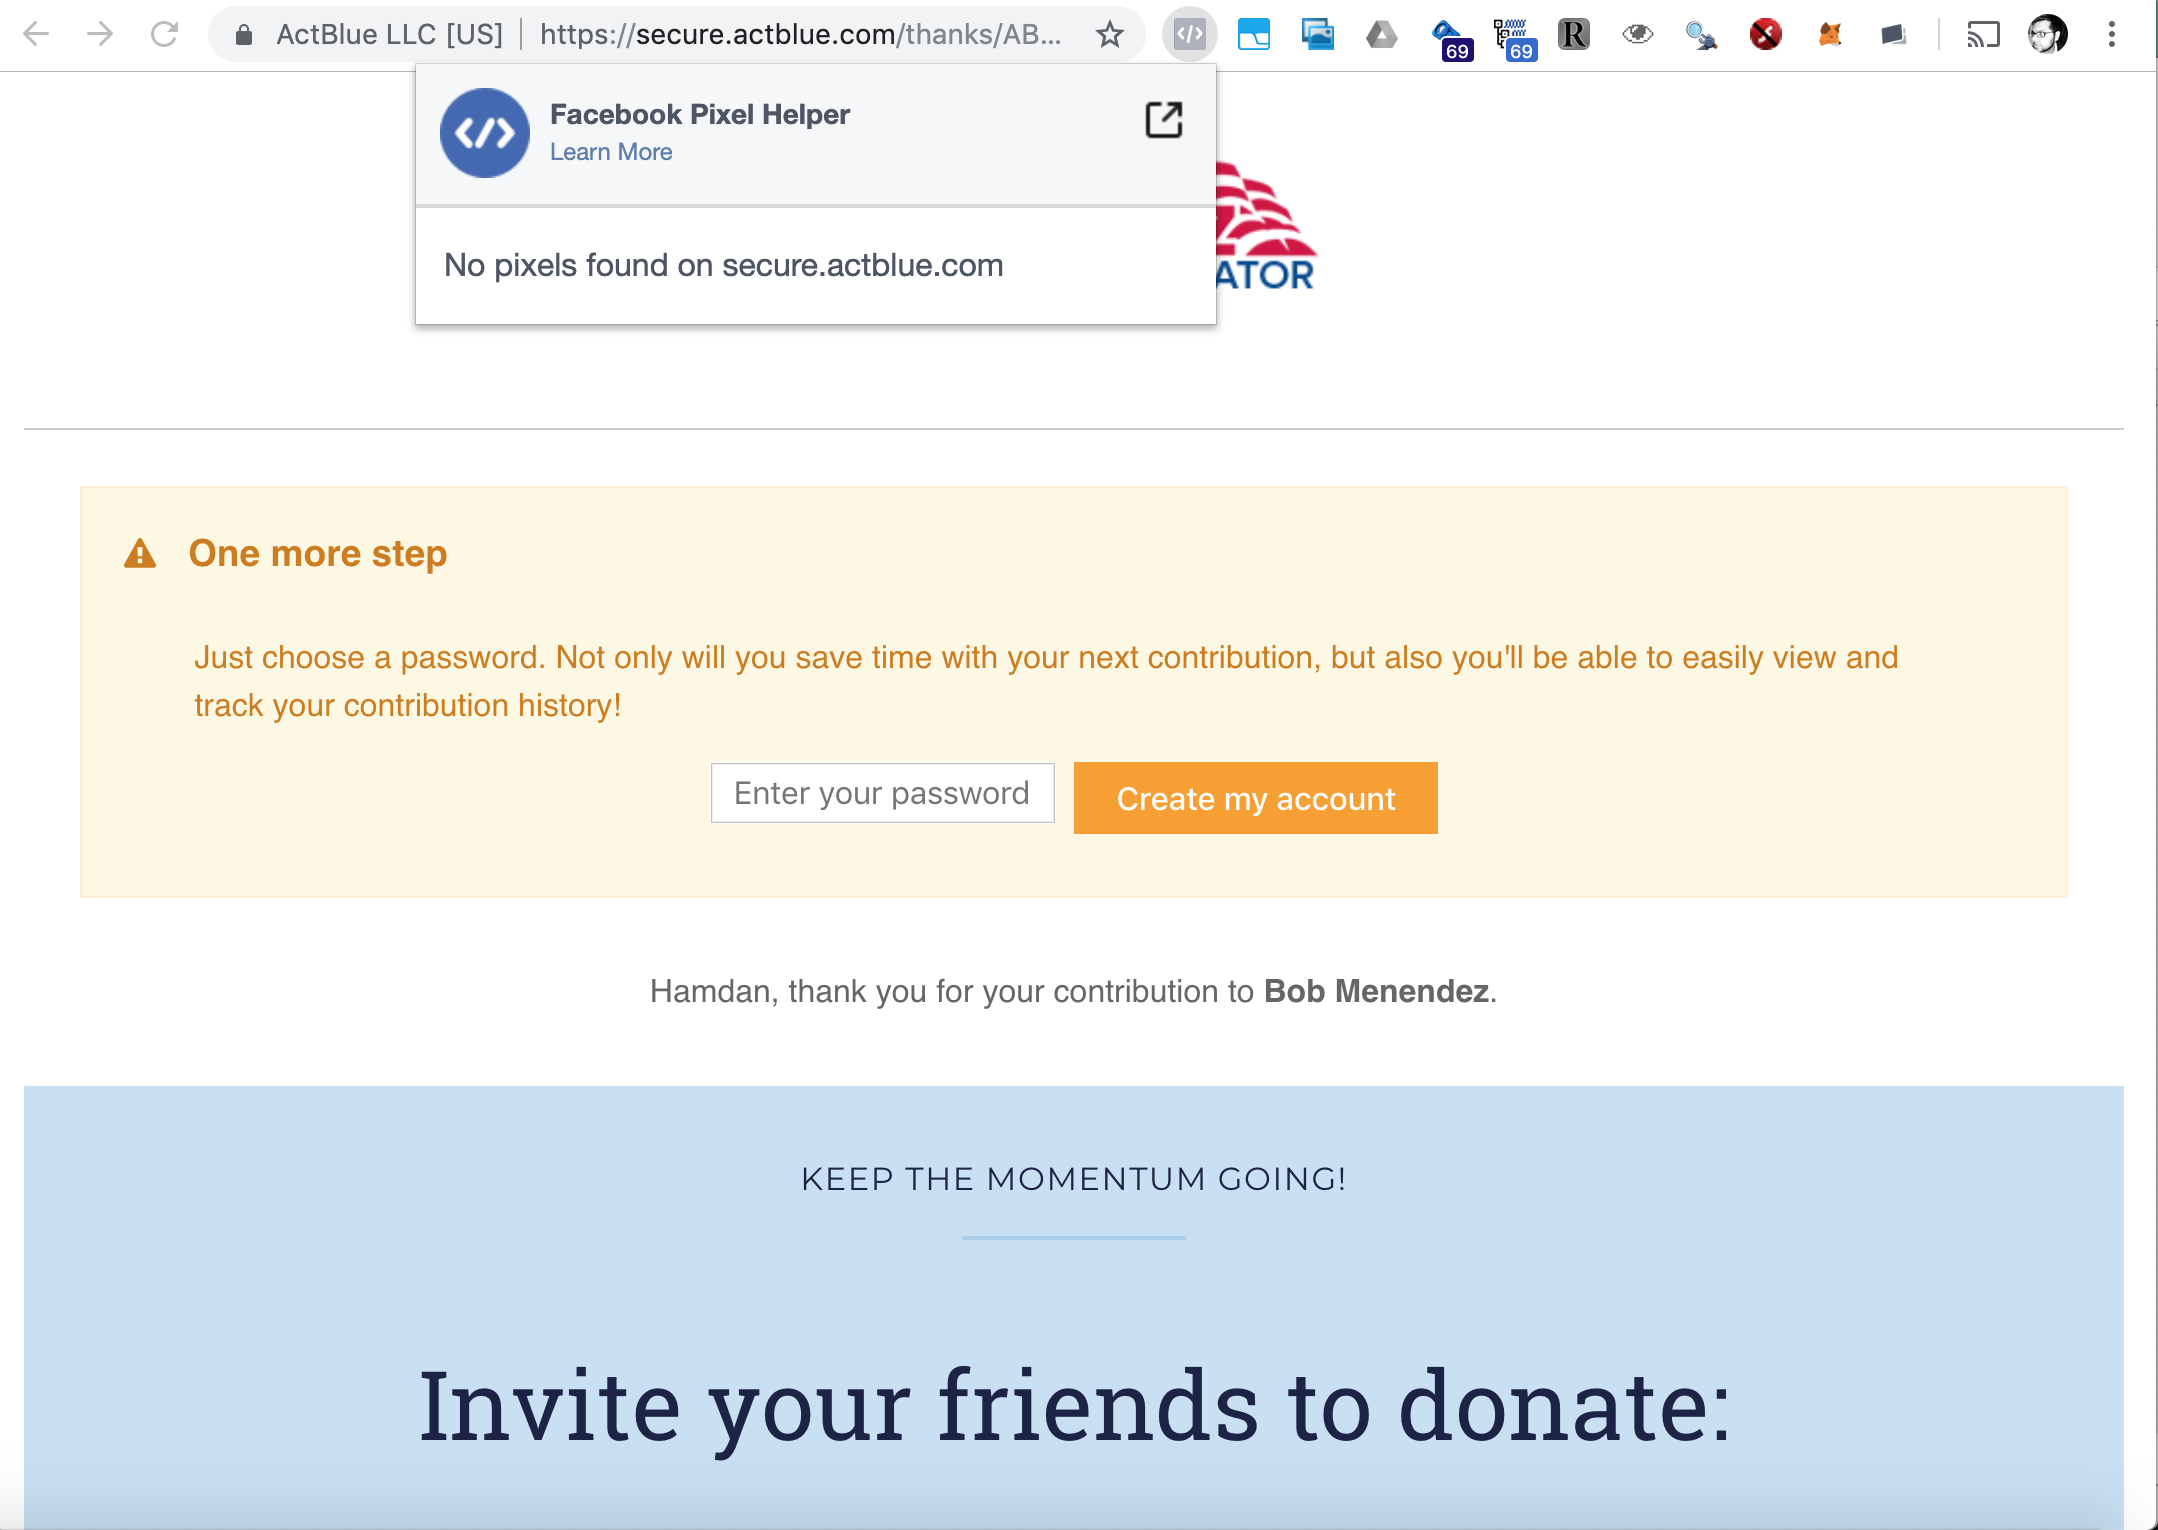 ActBlue LLC [US] | https://secure.actblue.com/thanks/AB...
69
69
R
Facebook Pixel Helper
Learn More
No pixels found on secure.actblue.com
ATOR
One more step
Just choose a password. Not only will you save time with your next contribution, but also you'll be able to easily view and
track your contribution history!
Enter your password
Create my account
Hamdan, thank you for your contribution to Bob Menendez.
KEEP THE MOMENTUM GOING!
Invite your friends to donate: